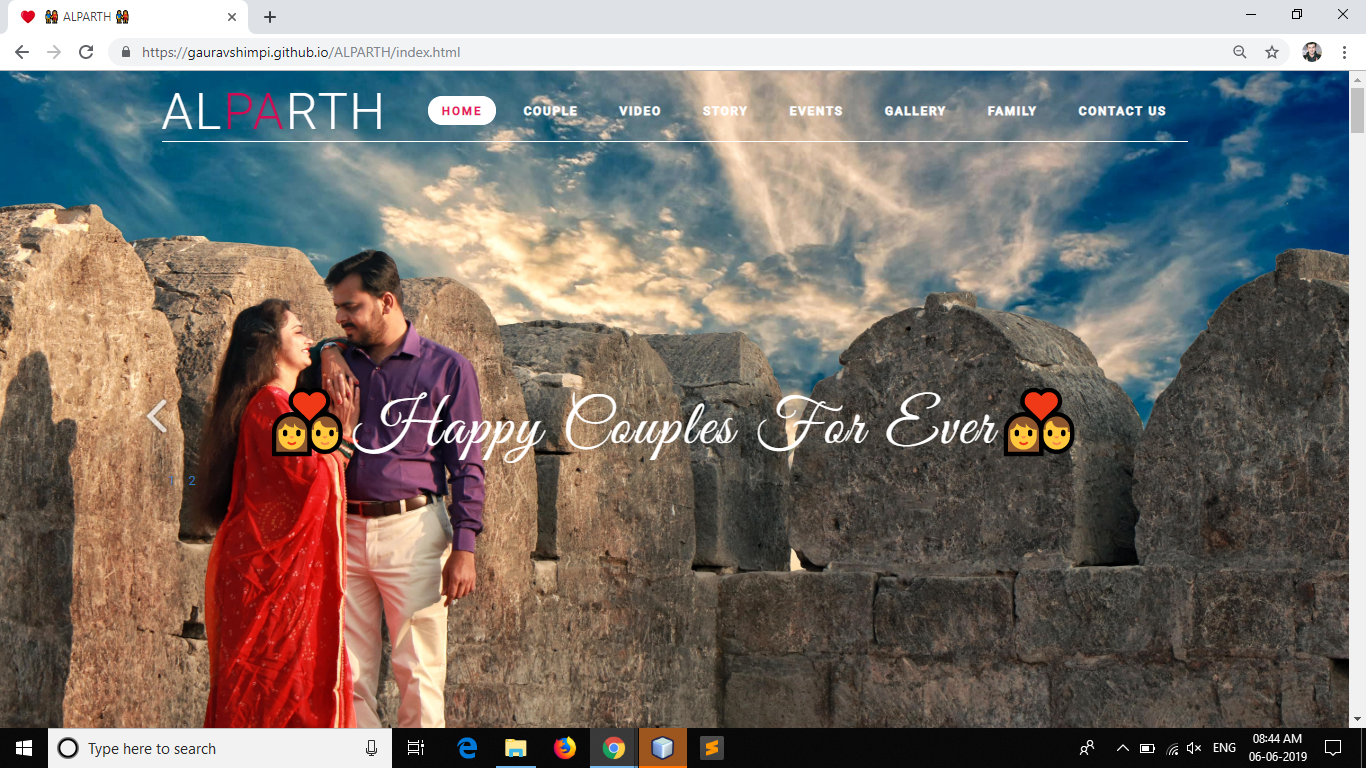 ALPARTH
https://gauravshimpi.github.io/ALPARTH/index.html
ALPARTH
HOME COUPLE VIDEO STORY EVENTS GALLERY FAMILY CONTACT US
Happy Couples For Ever
1 2
Type here to search
ENG
08:44 AM
06-06-2019